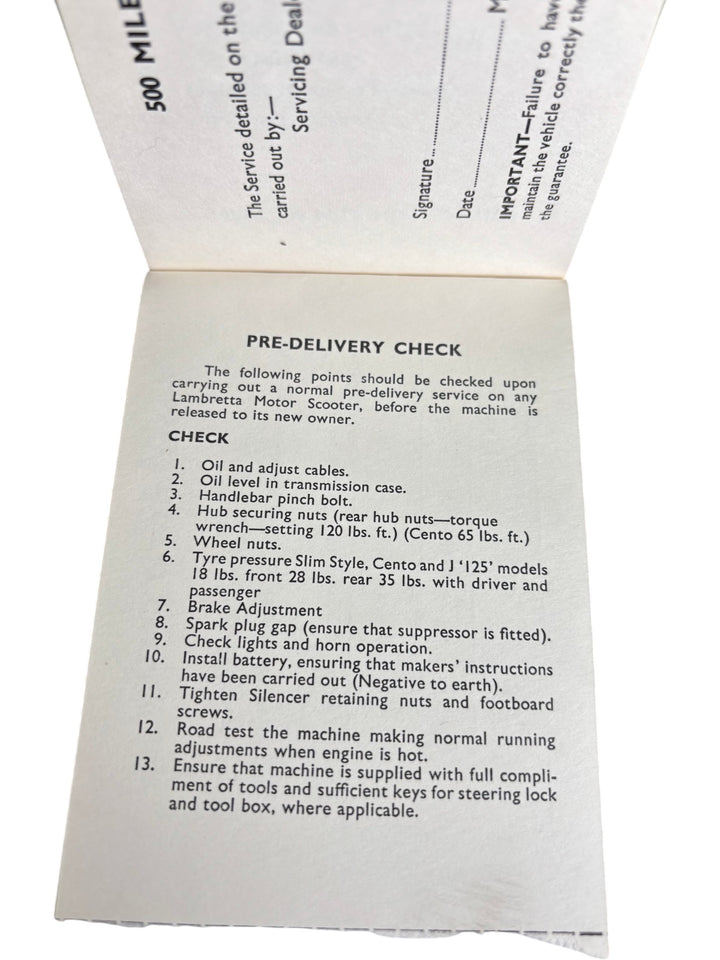 500 MILE
The Service detailed on the
carried out by:—
Servicing Deal
Signature
Date M
IMPORTANT—Failure to hav
maintain the vehicle correctly the
the guarantee.
PRE-DELIVERY CHECK
The following points should be checked upon
carrying out a normal pre-delivery service on any
Lambretta Motor Scooter, before the machine is
released to its new owner.
CHECK
1. Oil and adjust cables.
2. Oil level in transmission case.
3. Handlebar pinch bolt.
4. Hub securing nuts (rear hub nuts—torque
wrench—setting 120 lbs. ft.) (Cento 65 lbs. ft.)
5. Wheel nuts.
6. Tyre pressure Slim Style, Cento and J ‘125’ models
18 lbs. front 28 lbs. rear 35 lbs. with driver and
passenger
7. Brake Adjustment
8. Spark plug gap (ensure that suppressor is fitted).
9. Check lights and horn operation.
10. Install battery, ensuring that makers’ instructions
have been carried out (Negative to earth).
11. Tighten Silencer retaining nuts and footboard
screws.
12. Road test the machine making normal running
adjustments when engine is hot.
13. Ensure that machine is supplied with full compli-
ment of tools and sufficient keys for steering lock
and tool box, where applicable.